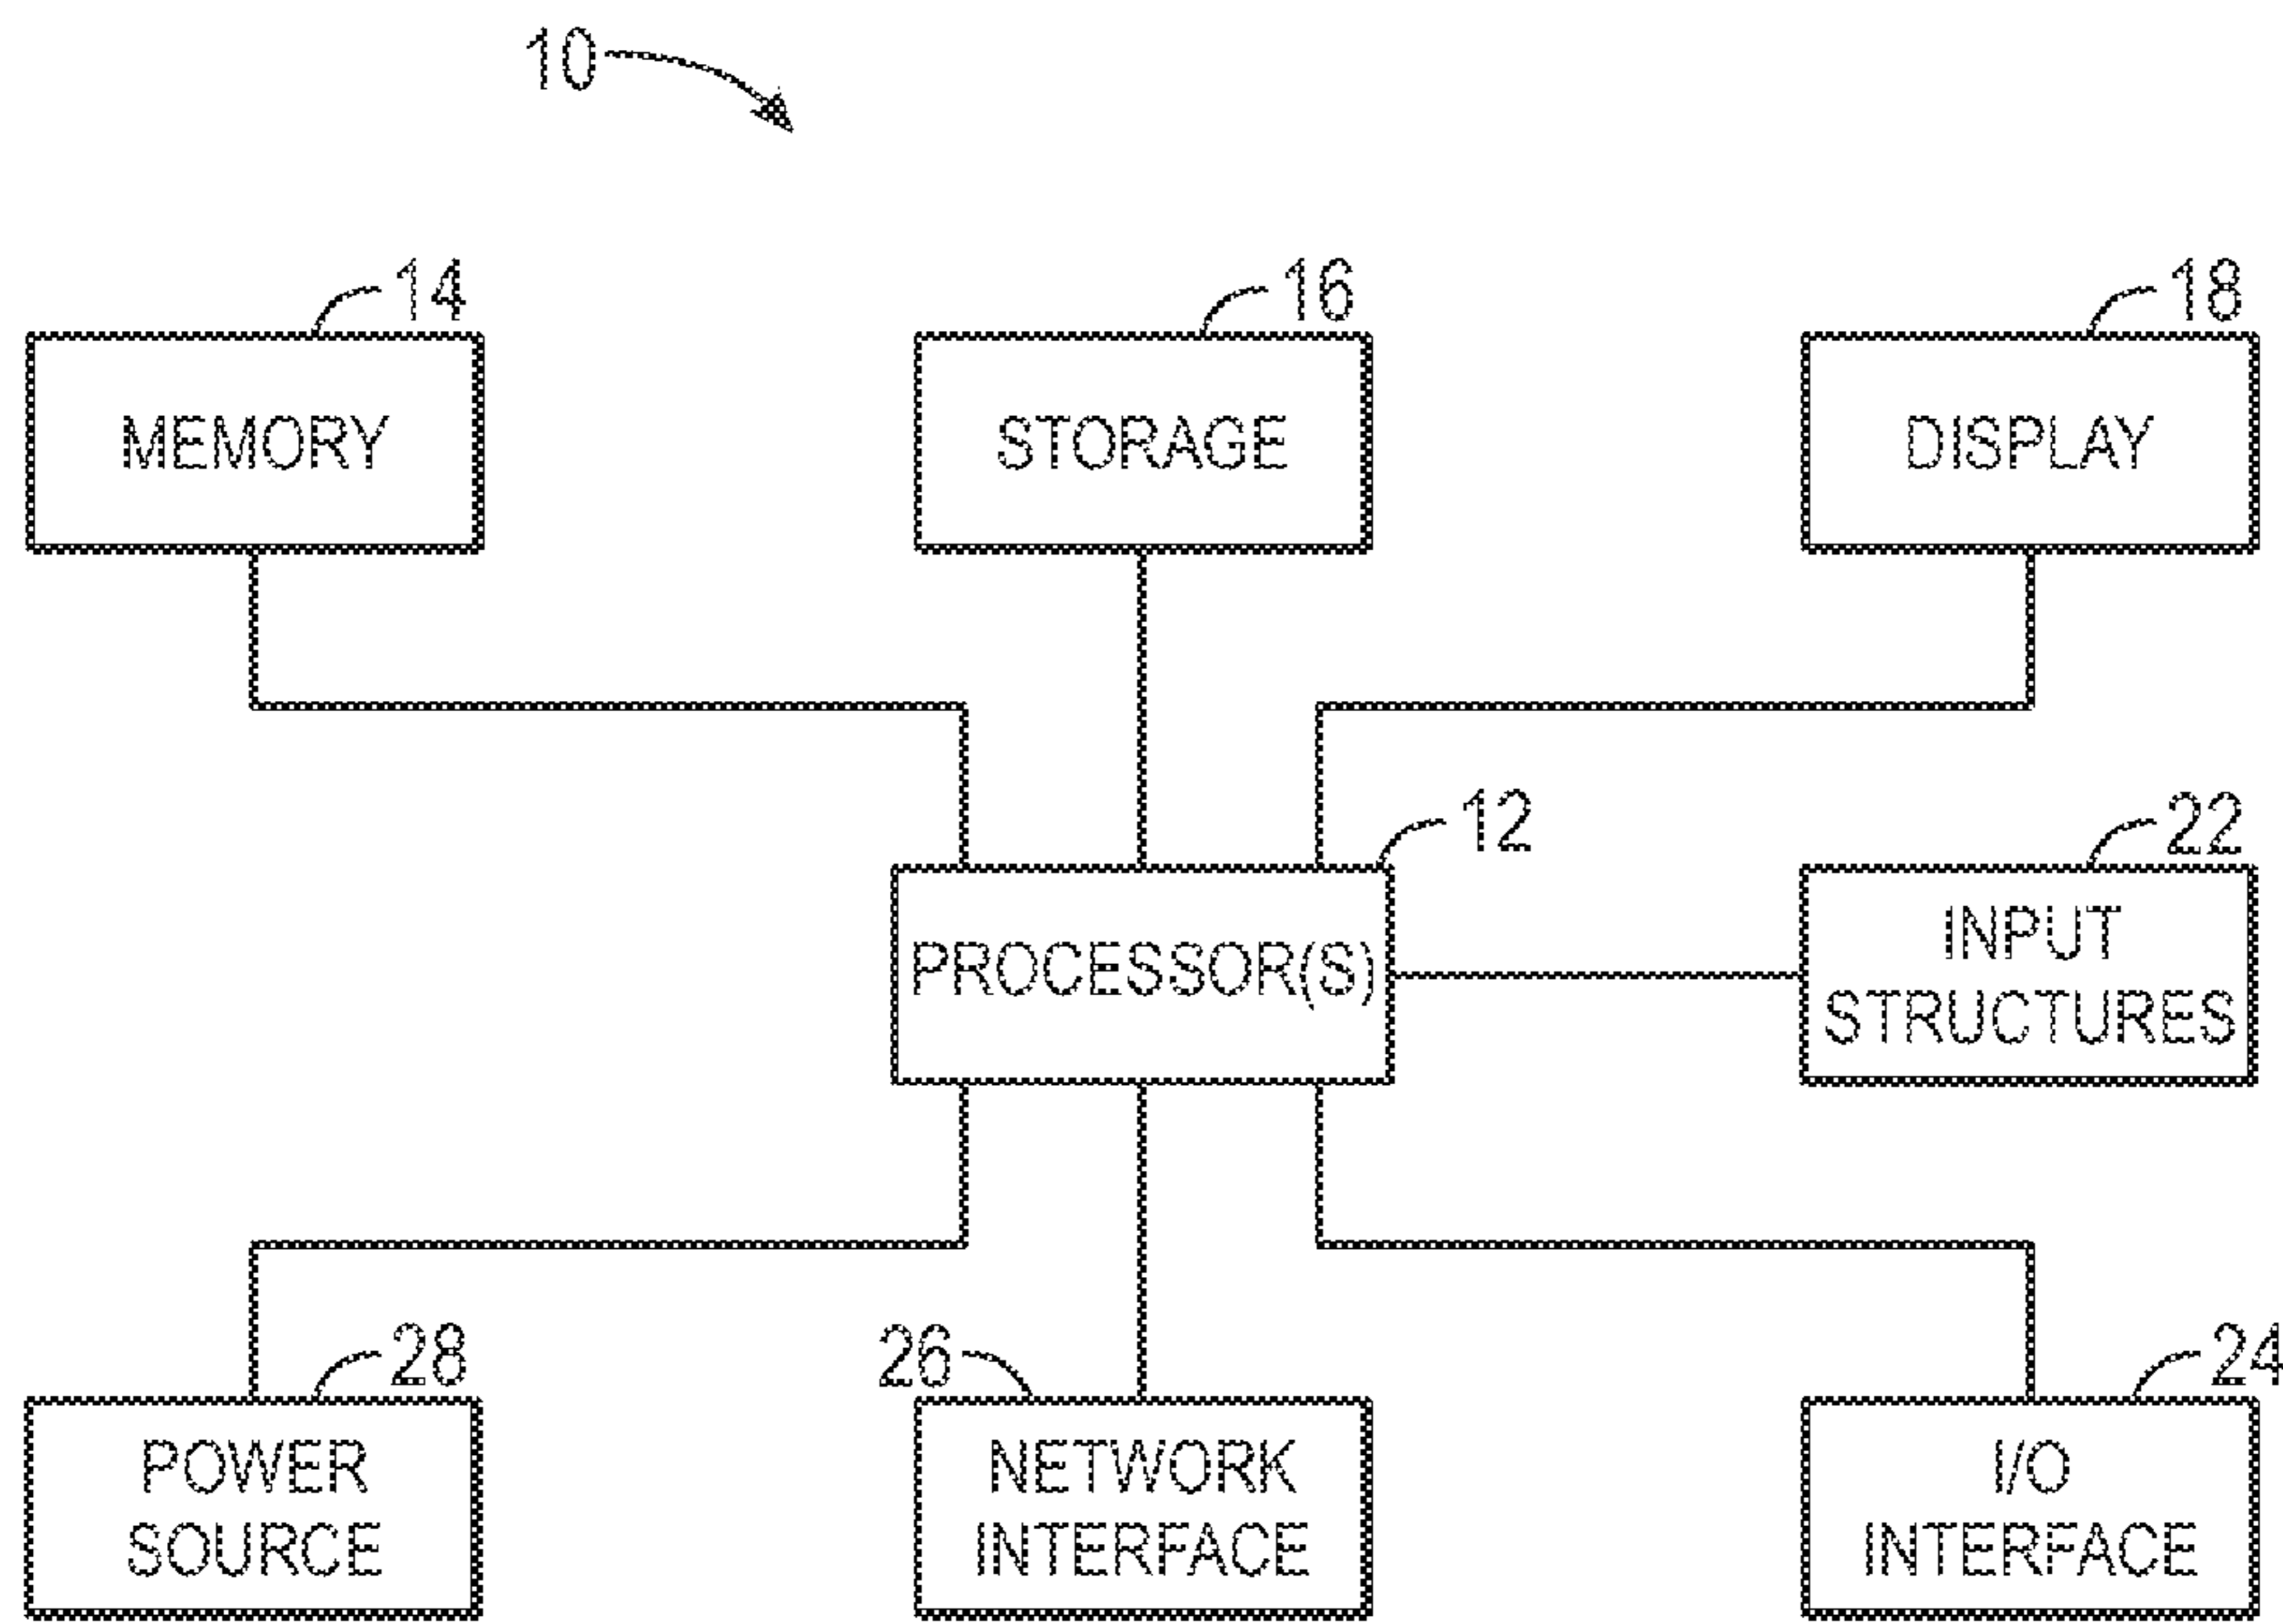 10
14
16
18
MEMORY
STORAGE
DISPLAY
12
22
PROCESSOR(S)
INPUT
STRUCTURES
28
26
24
POWER
SOURCE
NETWORK
INTERFACE
I/O
INTERFACE